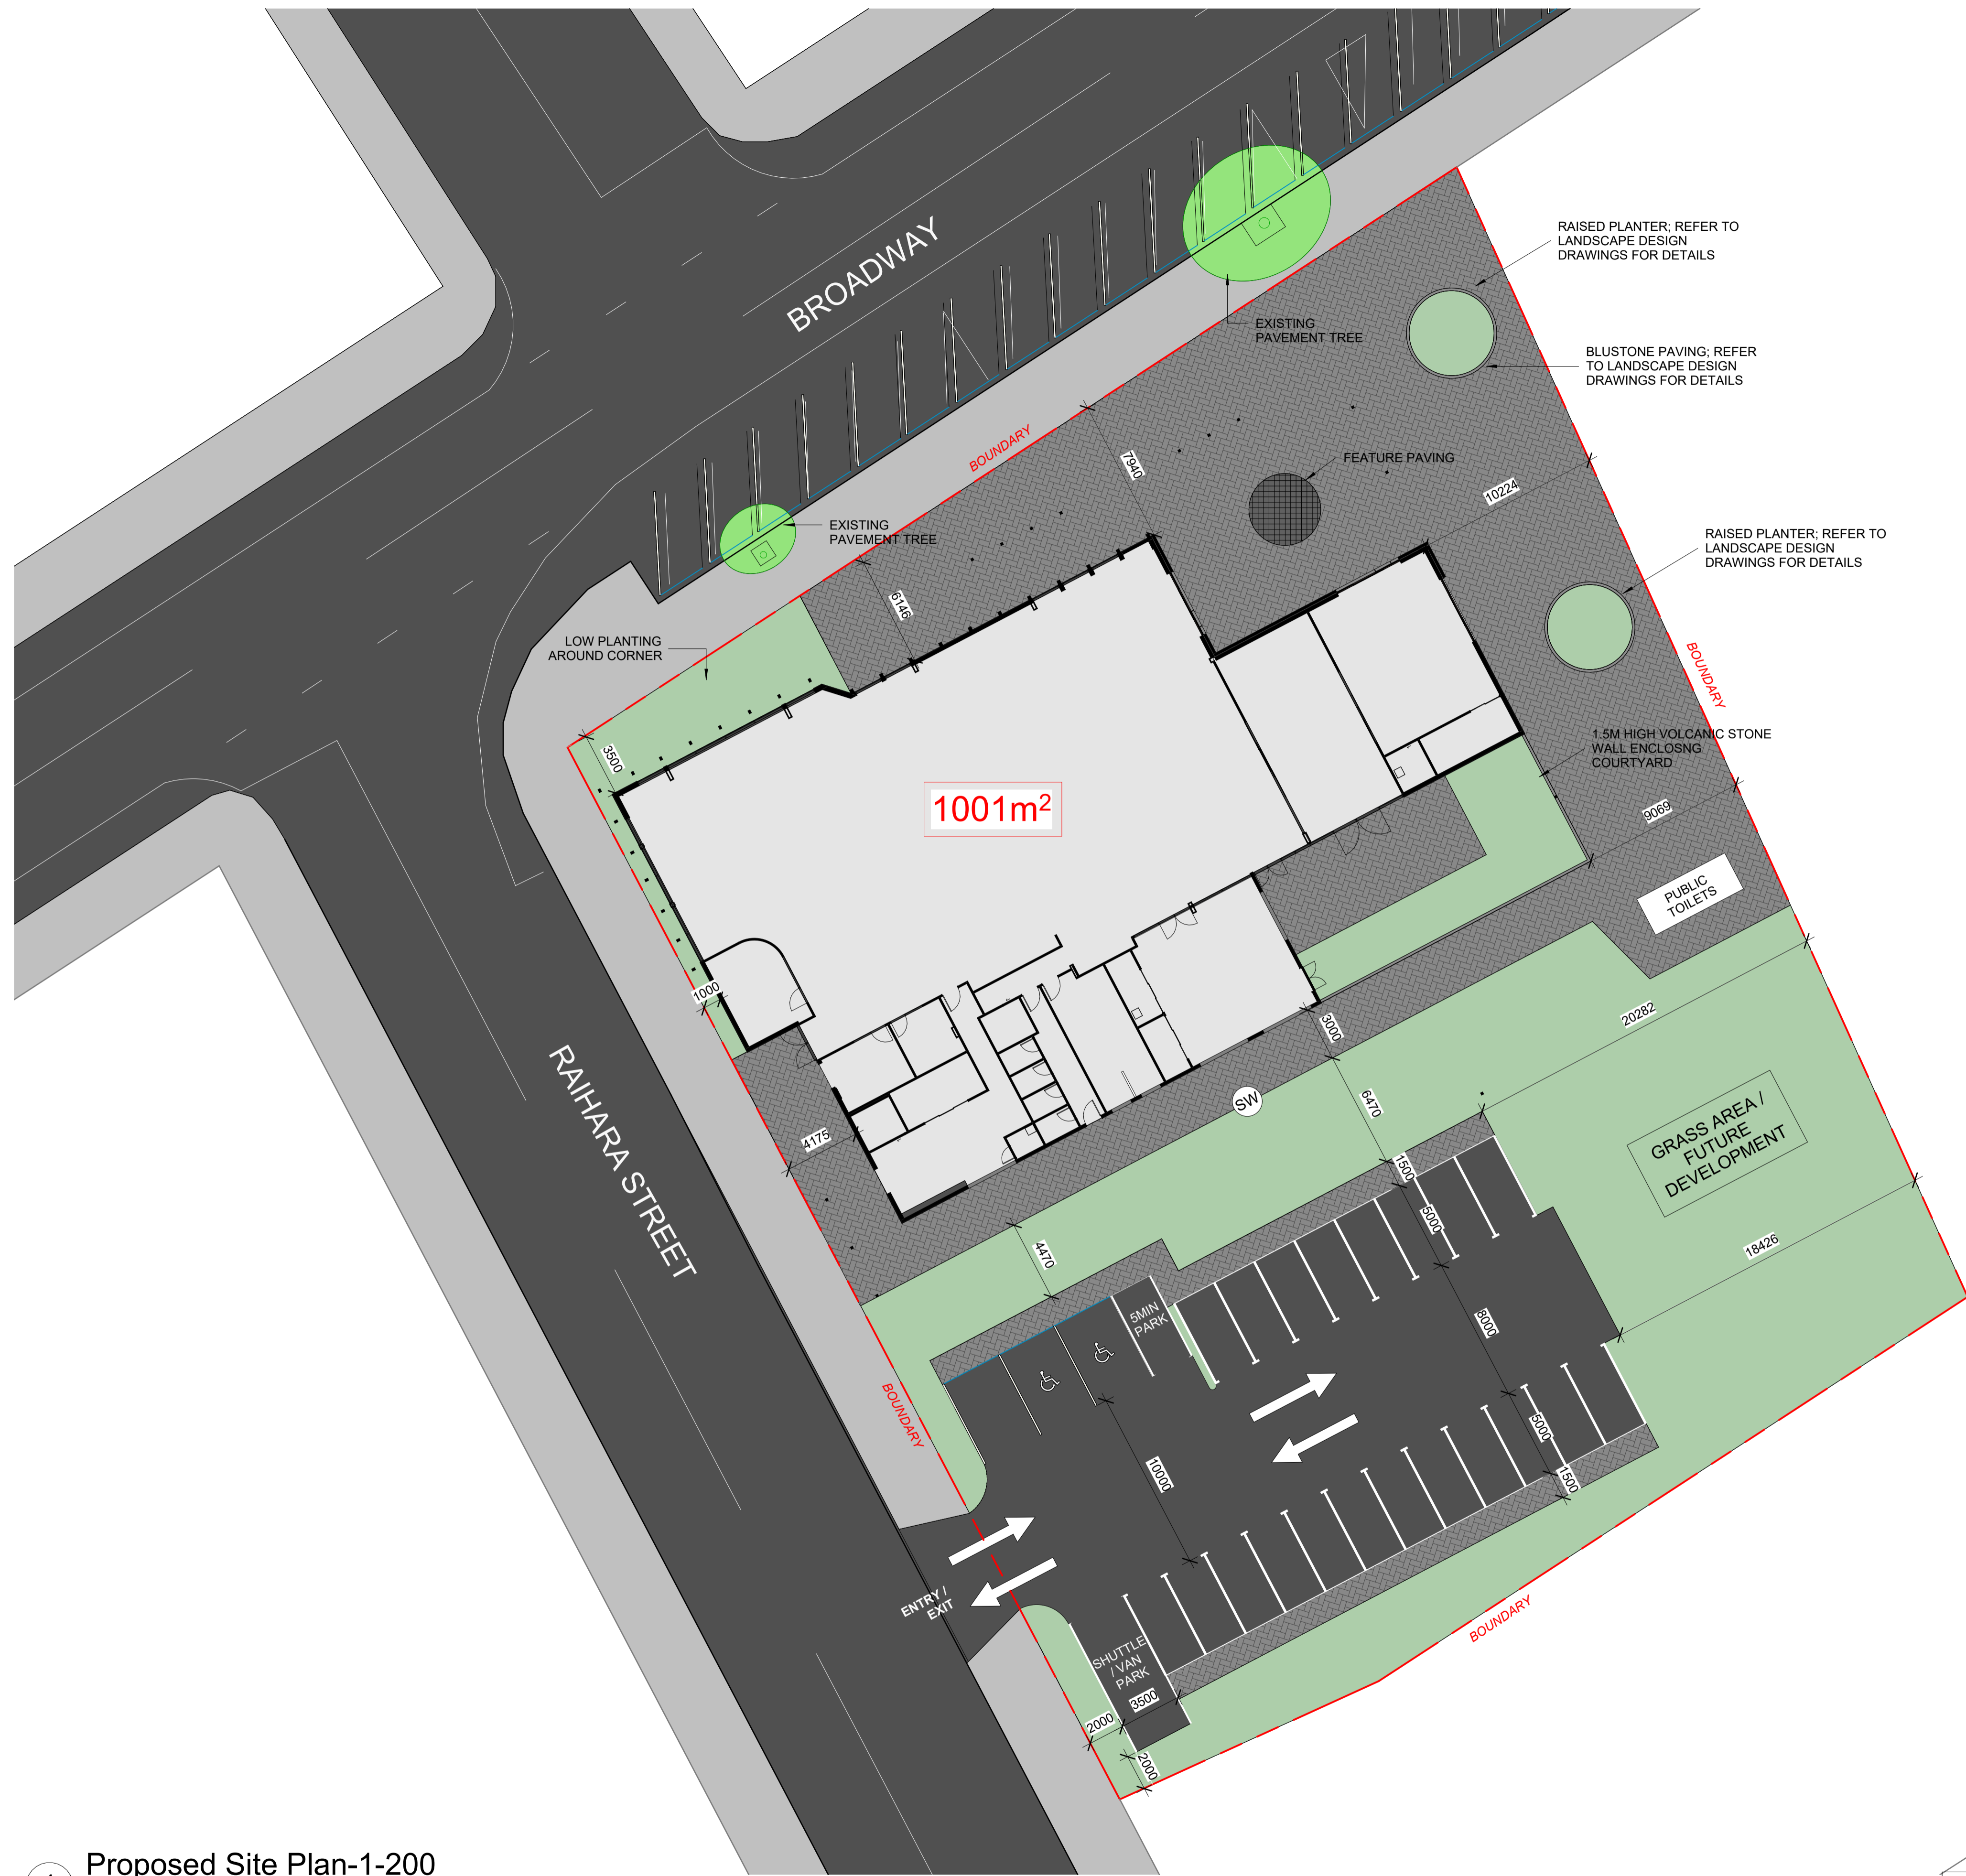 BROADWAY
RAISED PLANTER; REFER TO
LANDSCAPE DESIGN
DRAWINGS FOR DETAILS
EXISTING
PAVEMENT TREE
BLUSTONE PAVING; REFER
TO LANDSCAPE DESIGN
DRAWINGS FOR DETAILS
BOUNDARY
7940
FEATURE PAVING
10224
EXISTING
PAVEMENT TREE
RAISED PLANTER; REFER TO
LANDSCAPE DESIGN
DRAWINGS FOR DETAILS
6146
LOW PLANTING
AROUND CORNER
BOUNDARY
3500
1.5M HIGH VOLCANIC STONE
WALL ENCLOSNG
COURTYARD
1001m²
9069
PUBLIC
TOILETS
1000
20282
3000
RAIHARA STREET
SW
6470
4175
GRASS AREA /
FUTURE
DEVELOPMENT
1500
5000
18426
4470
5MIN
PARK
8000
BOUNDARY
5000
10000
1500
ENTRY /
EXIT
BOUNDARY
SHUTTLE
/ VAN
PARK
3500
2000
2000
Proposed Site Plan-1-200